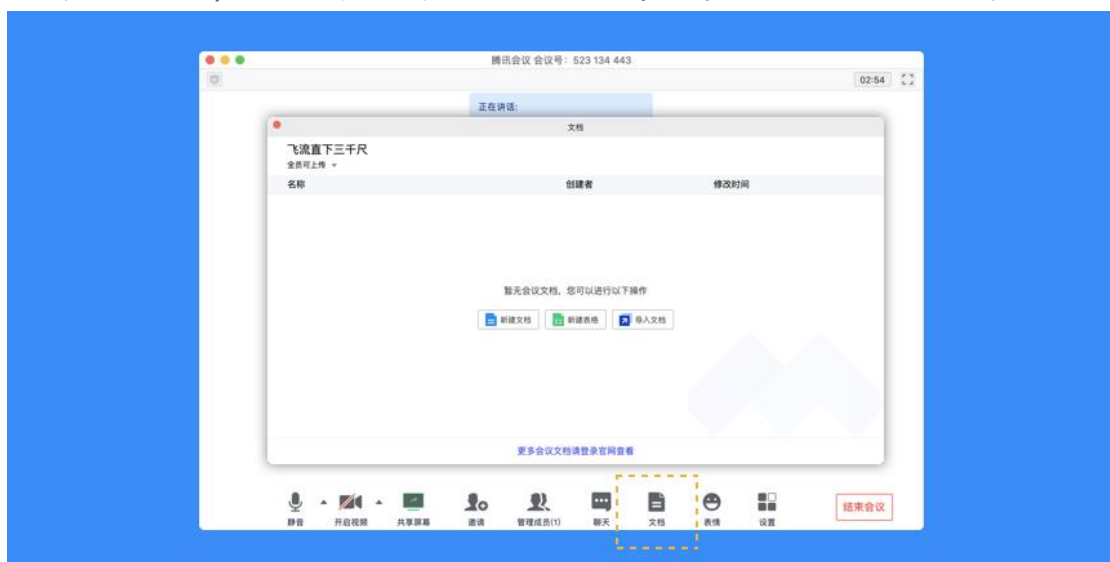 腾讯会议 会议号：523 134 443
02:54
正在讲话:
文档
飞流直下三千尺
全员可上传
名称 创建者 修改时间
暂无会议文档，您可以进行以下操作
新建文档 新建表格 导入文档
更多会议文档请登录官网查看
静音 开启视频 共享屏幕 邀请 管理成员(1) 聊天 文档 表情 设置 结束会议